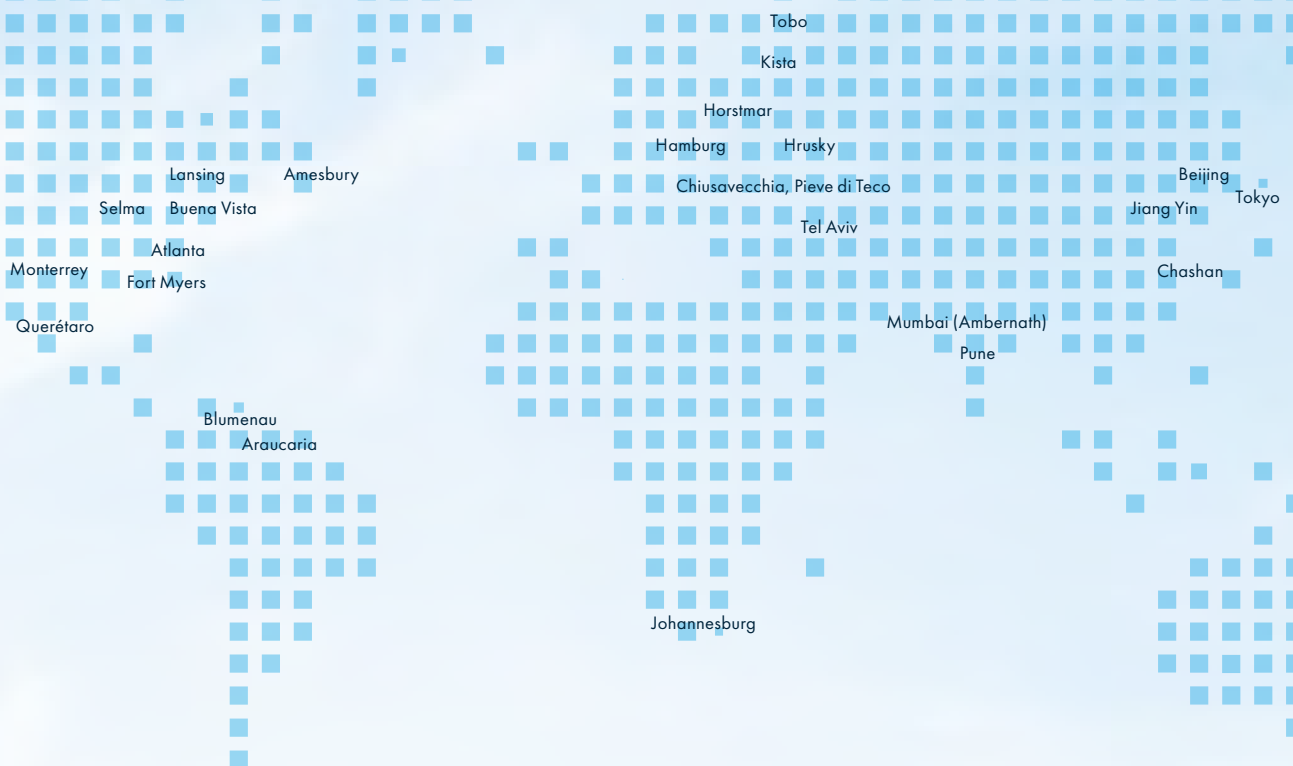 Tobo
Kista
Horstmar
Hamburg
Hrusky
Lansing
Amesbury
Beijing
Chiusavecchia, Pieve di Teco
Tokyo
Selma
Buena Vista
Jiang Yin
Tel Aviv
Atlanta
Monterrey
Chashan
Fort Myers
Querétaro
Mumbai (Ambernath)
Pune
Blumenau
Araucaria
Johannesburg